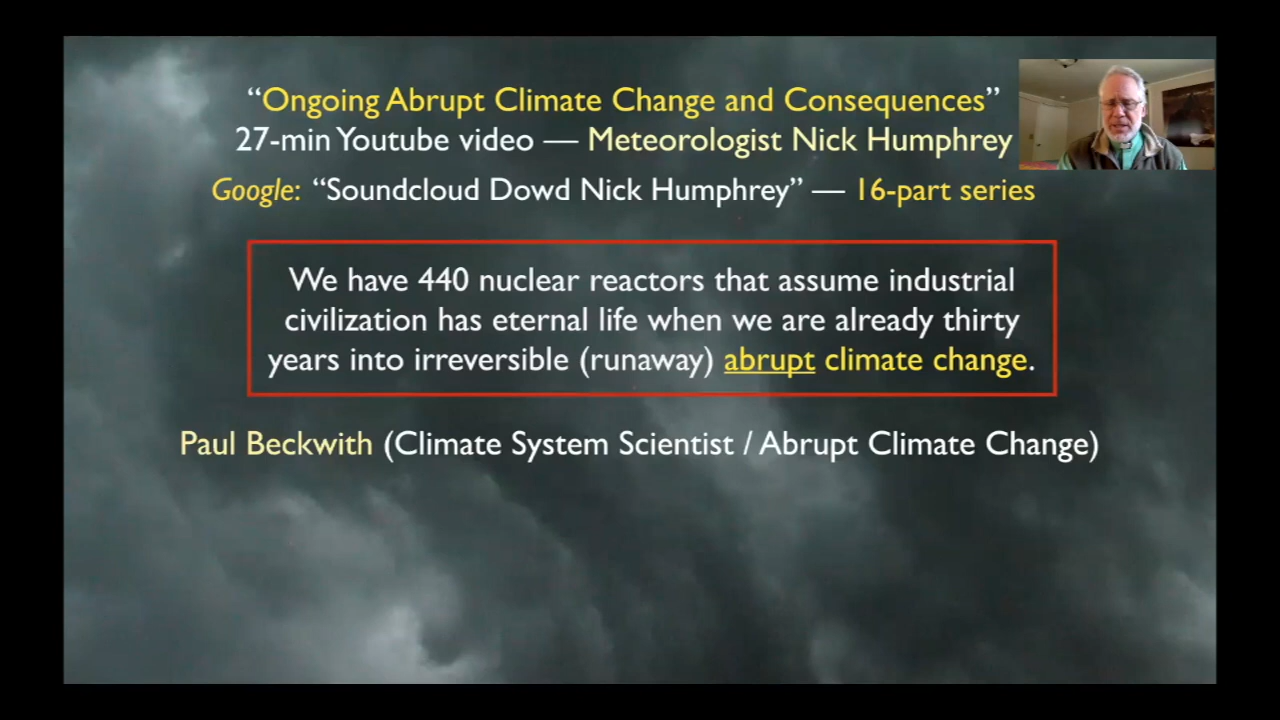 “Ongoing Abrupt Climate Change and Consequences”
27-min Youtube video — Meteorologist Nick Humphrey
Google: “Soundcloud Dowd Nick Humphrey” — 16-part series
We have 440 nuclear reactors that assume industrial
civilization has eternal life when we are already thirty
years into irreversible (runaway) abrupt climate change.
Paul Beckwith (Climate System Scientist / Abrupt Climate Change)